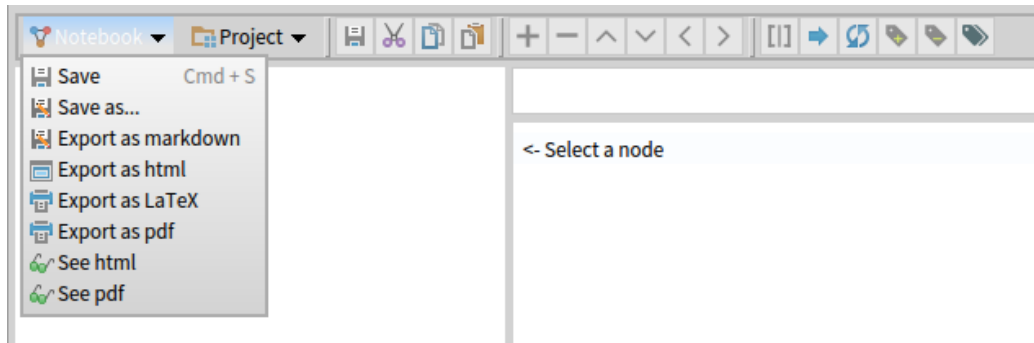 Notebook Project
Save Cmd + S
Save as...
Export as markdown
Export as html
Export as LaTeX
Export as pdf
See html
See pdf
<- Select a node